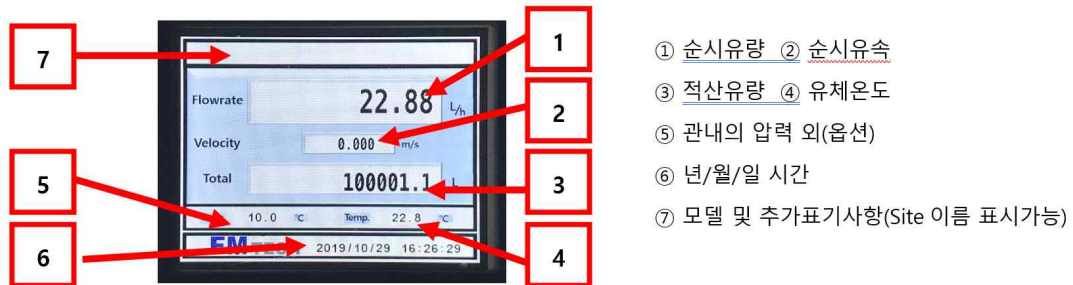 7
1
2
5
3
6
4
Flowrate 22.88 L/h
Velocity 0.000 m/s
Total 100001.1 L
10.0 ℃ Temp. 22.8 ℃
2019/10/29 16:26:29
① 순시유량 ② 순시유속
③ 적산유량 ④ 유체온도
⑤ 관내의 압력 외(옵션)
⑥ 년/월/일 시간
⑦ 모델 및 추가표기사항(Site 이름 표시가능)